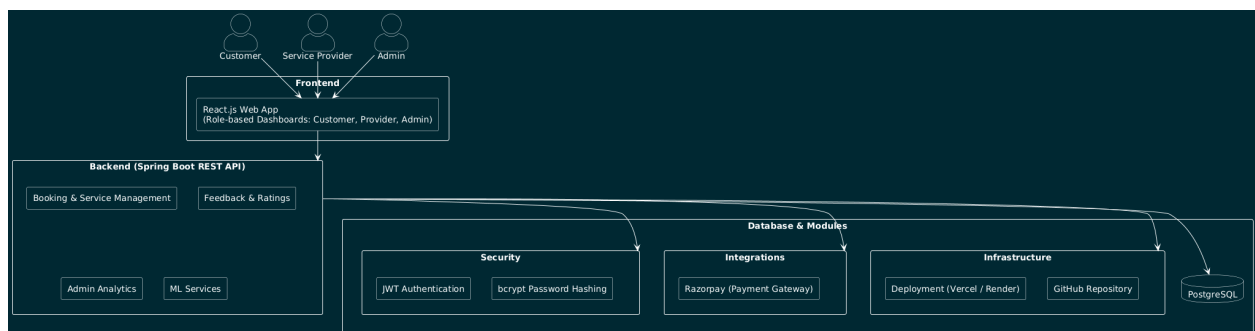 Customer
Service Provider
Admin
Frontend
React.js Web App
(Role-based Dashboards: Customer, Provider, Admin)
Backend (Spring Boot REST API)
Booking & Service Management
Feedback & Ratings
Admin Analytics
ML Services
Database & Modules
Security
JWT Authentication
bcrypt Password Hashing
Integrations
Razorpay (Payment Gateway)
Infrastructure
Deployment (Vercel / Render)
GitHub Repository
PostgreSQL